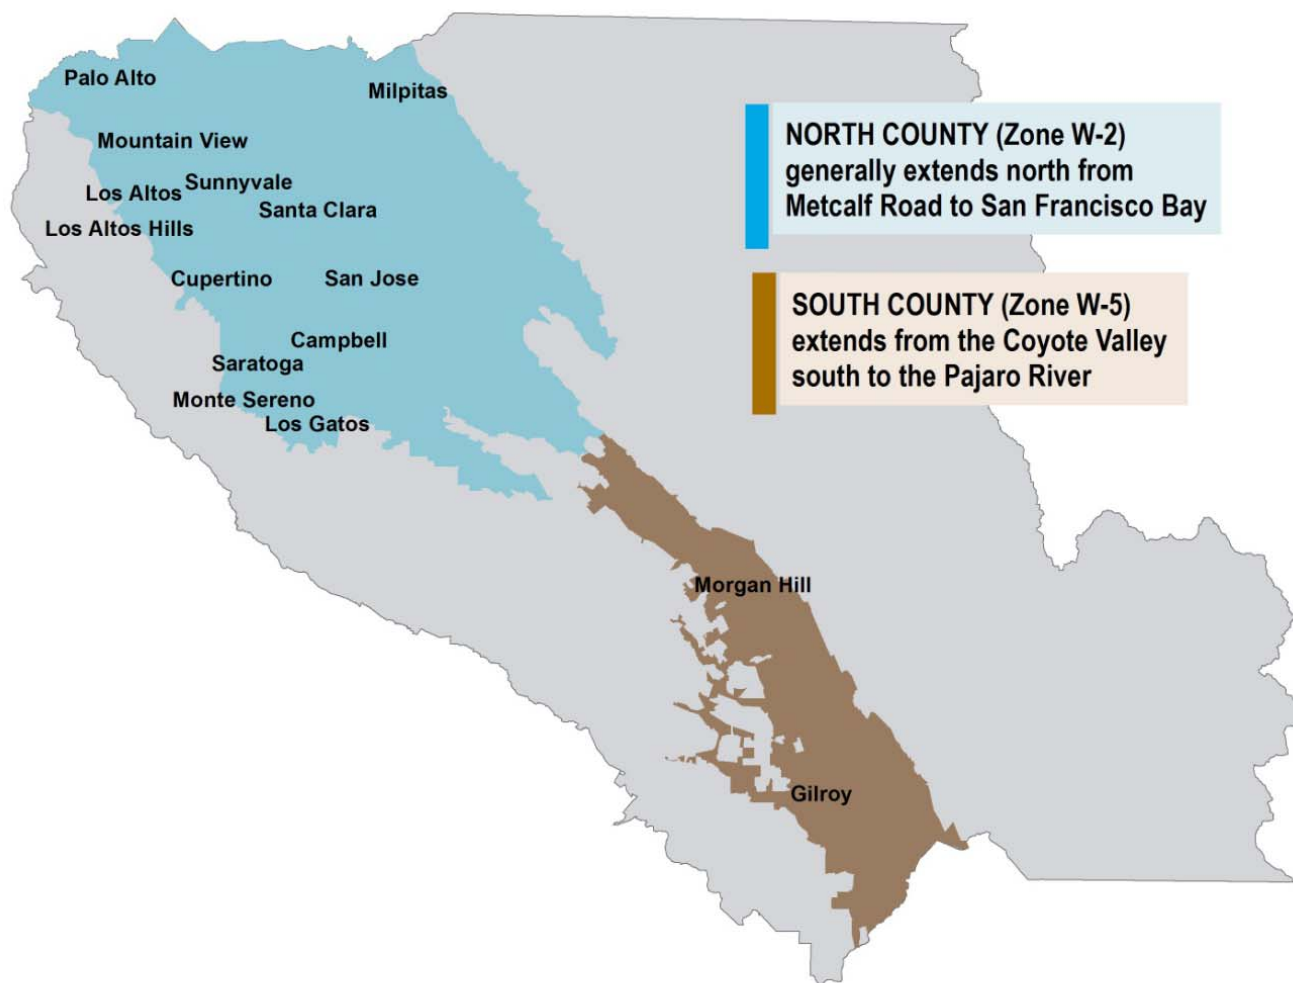 Palo Alto
Milpitas
Mountain View
Los Altos
Sunnyvale
Santa Clara
Los Altos Hills
Cupertino
San Jose
Campbell
Saratoga
Monte Sereno
Los Gatos
Morgan Hill
Gilroy
NORTH COUNTY (Zone W-2)
generally extends north from
Metcalf Road to San Francisco Bay
SOUTH COUNTY (Zone W-5)
extends from the Coyote Valley
south to the Pajaro River